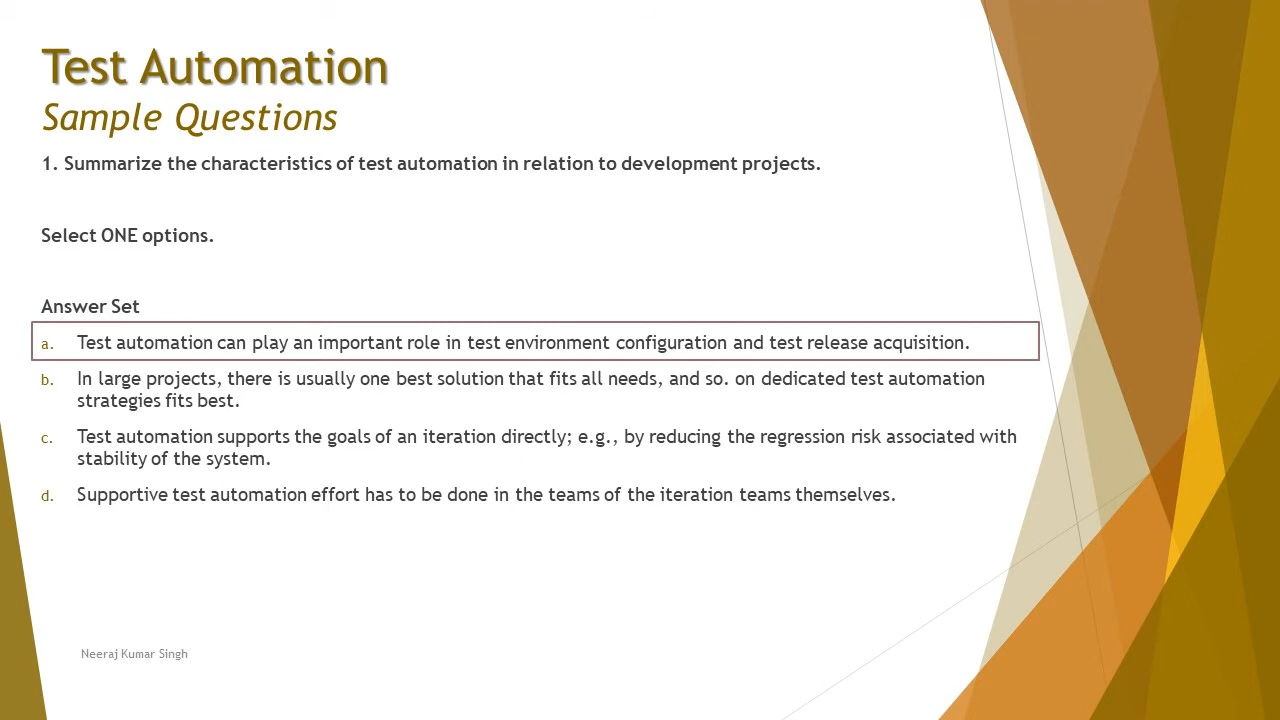 Test Automation
Sample Questions
1. Summarize the characteristics of test automation in relation to development projects.
Select ONE options.
Answer Set
a. Test automation can play an important role in test environment configuration and test release acquisition.
b. In large projects, there is usually one best solution that fits all needs, and so. on dedicated test automation
strategies fits best.
c. Test automation supports the goals of an iteration directly; e.g., by reducing the regression risk associated with
stability of the system.
d. Supportive test automation effort has to be done in the teams of the iteration teams themselves.
Neeraj Kumar Singh